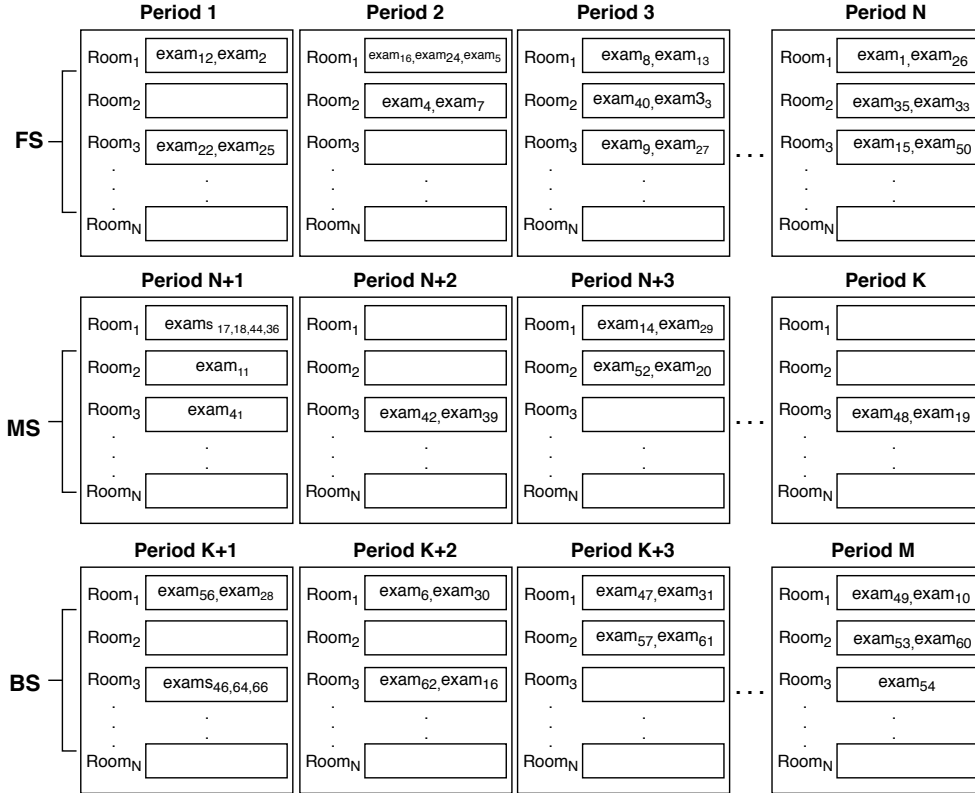 Period 1 Period 2 Period 3 Period N
Room1 exam12,exam2 Room1 exam16,exam24,exam5 Room1 exam8,exam13 Room1 exam1,exam26
Room2 Room2 exam4,exam7 Room2 exam40,exam33 Room2 exam35,exam33
FS
Room3 exam22,exam25 Room3 Room3 exam9,exam27 . . . Room3 exam15,exam50
RoomN RoomN RoomN RoomN
Period N+1 Period N+2 Period N+3 Period K
Room1 exams 17,18,44,36 Room1 Room1 exam14,exam29 Room1
Room2 exam11 Room2 Room2 exam52,exam20 Room2
Room3 exam41 Room3 exam42,exam39 Room3 . . . Room3 exam48,exam19
MS
RoomN RoomN RoomN RoomN
Period K+1 Period K+2 Period K+3 Period M
Room1 exam56,exam28 Room1 exam6,exam30 Room1 exam47,exam31 Room1 exam49,exam10
Room2 Room2 Room2 exam57,exam61 Room2 exam53,exam60
BS
Room3 exams46,64,66 Room3 exam62,exam16 Room3 . . . Room3 exam54
RoomN RoomN RoomN RoomN